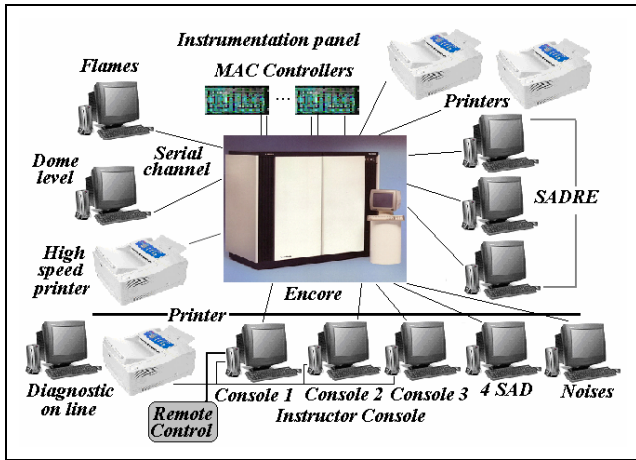 Instrumentation panel
Flames
MAC Controllers
...
Printers
Serial channel
Dome level
SADRE
High speed printer
Encore
Printer
Diagnostic on line
Console 1
Console 2
Console 3
4 SAD
Noises
Instructor Console
Remote Control